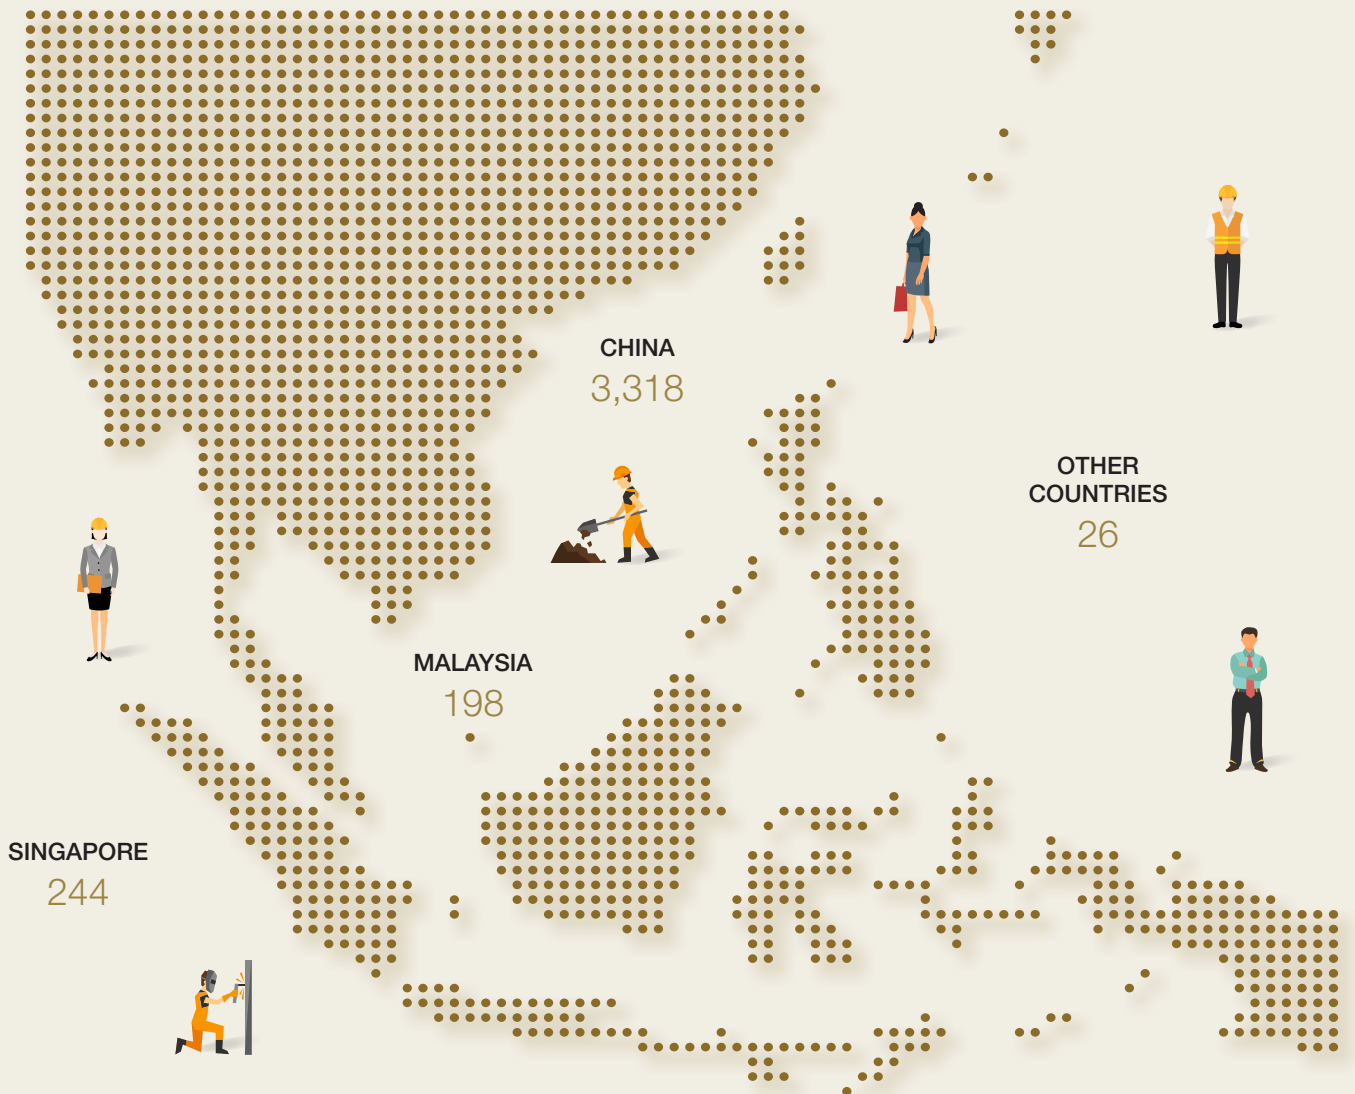 CHINA
3,318
OTHER
COUNTRIES
26
MALAYSIA
198
SINGAPORE
244